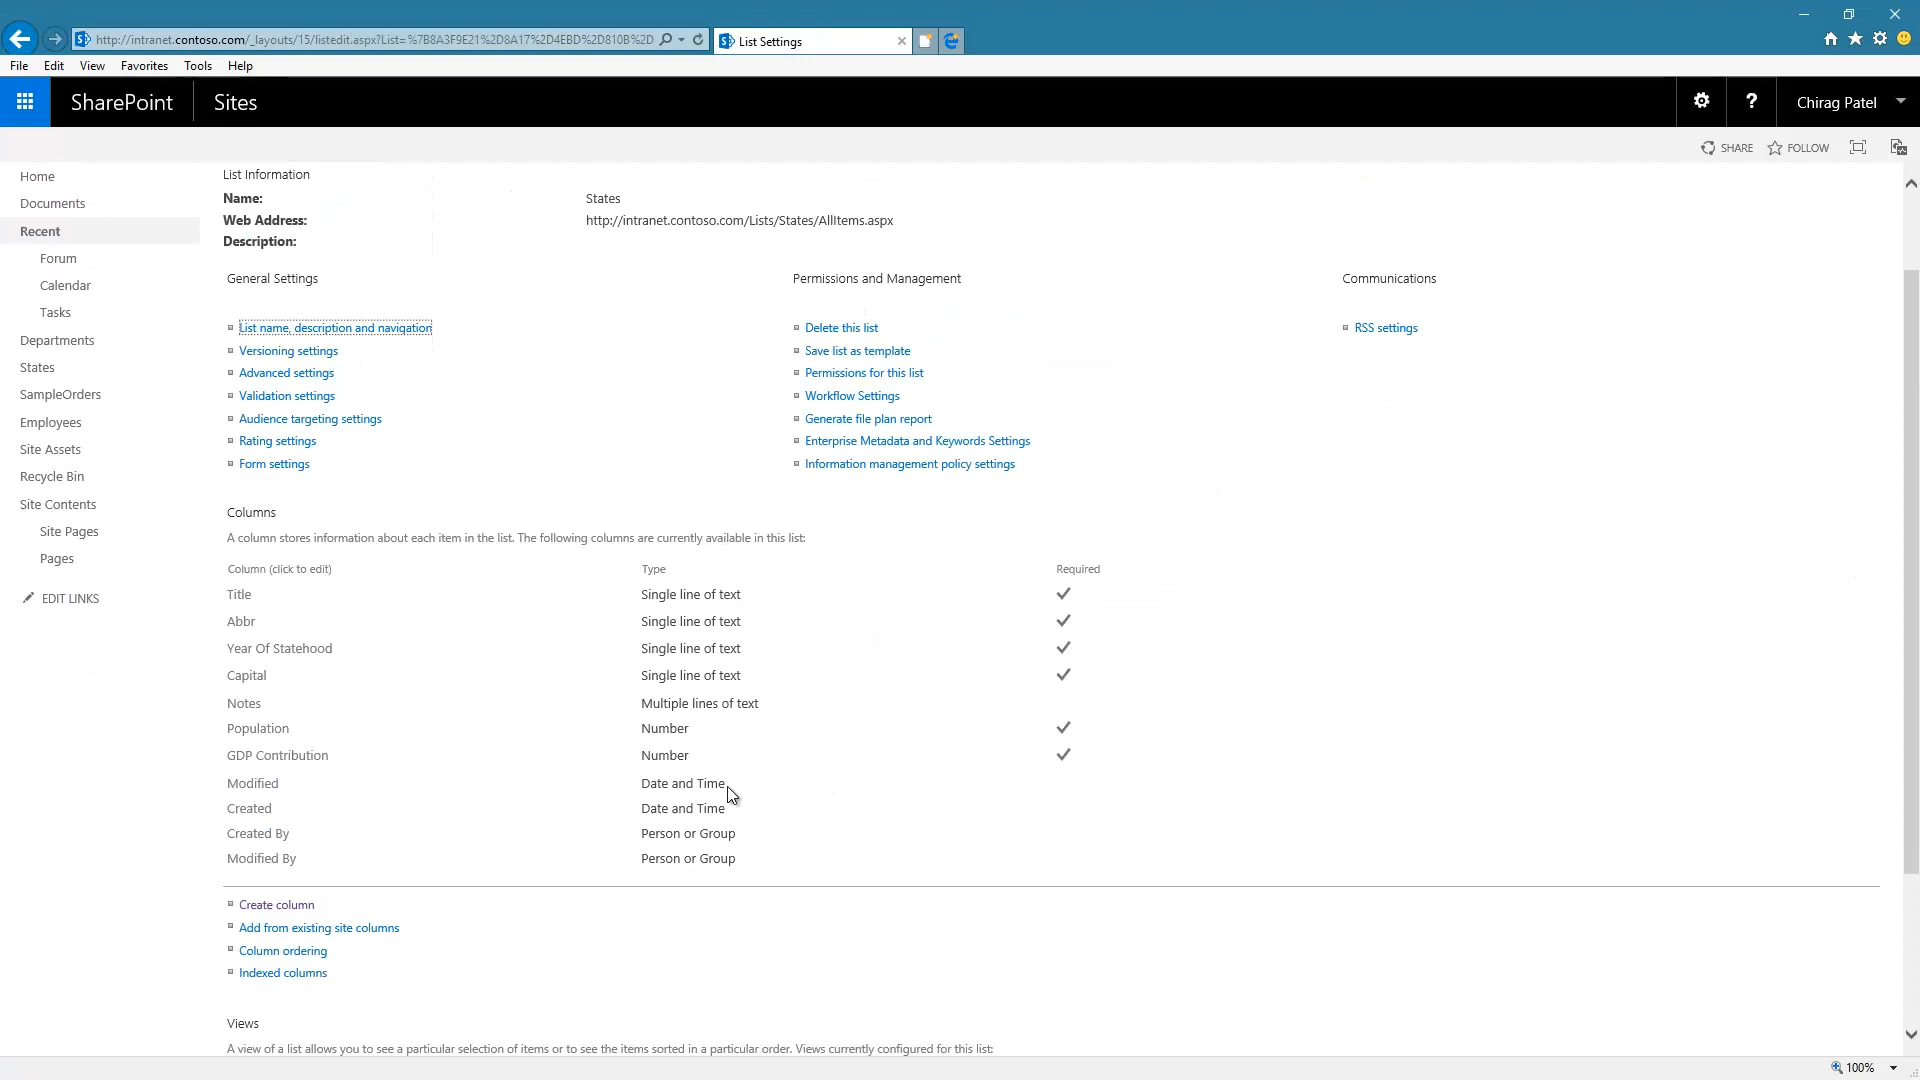 http://intranet.contoso.com/_layouts/15/listedit.aspx?List=%7B8A3F9E21%2D8A17%2D4EBD%2D810B%2D
List Settings
File Edit View Favorites Tools Help
SharePoint Sites
? Chirag Patel
SHARE FOLLOW
Home
Documents
Recent
Forum
Calendar
Tasks
Departments
States
SampleOrders
Employees
Site Assets
Recycle Bin
Site Contents
Site Pages
Pages
EDIT LINKS
List Information
Name: States
Web Address: http://intranet.contoso.com/Lists/States/AllItems.aspx
Description:
General Settings
List name, description and navigation
Versioning settings
Advanced settings
Validation settings
Audience targeting settings
Rating settings
Form settings
Permissions and Management
Delete this list
Save list as template
Permissions for this list
Workflow Settings
Generate file plan report
Enterprise Metadata and Keywords Settings
Information management policy settings
Communications
RSS settings
Columns
A column stores information about each item in the list. The following columns are currently available in this list:
Column (click to edit) Type Required
Title Single line of text
Abbr Single line of text
Year Of Statehood Single line of text
Capital Single line of text
Notes Multiple lines of text
Population Number
GDP Contribution Number
Modified Date and Time
Created Date and Time
Created By Person or Group
Modified By Person or Group
Create column
Add from existing site columns
Column ordering
Indexed columns
Views
A view of a list allows you to see a particular selection of items or to see the items sorted in a particular order. Views currently configured for this list:
100%